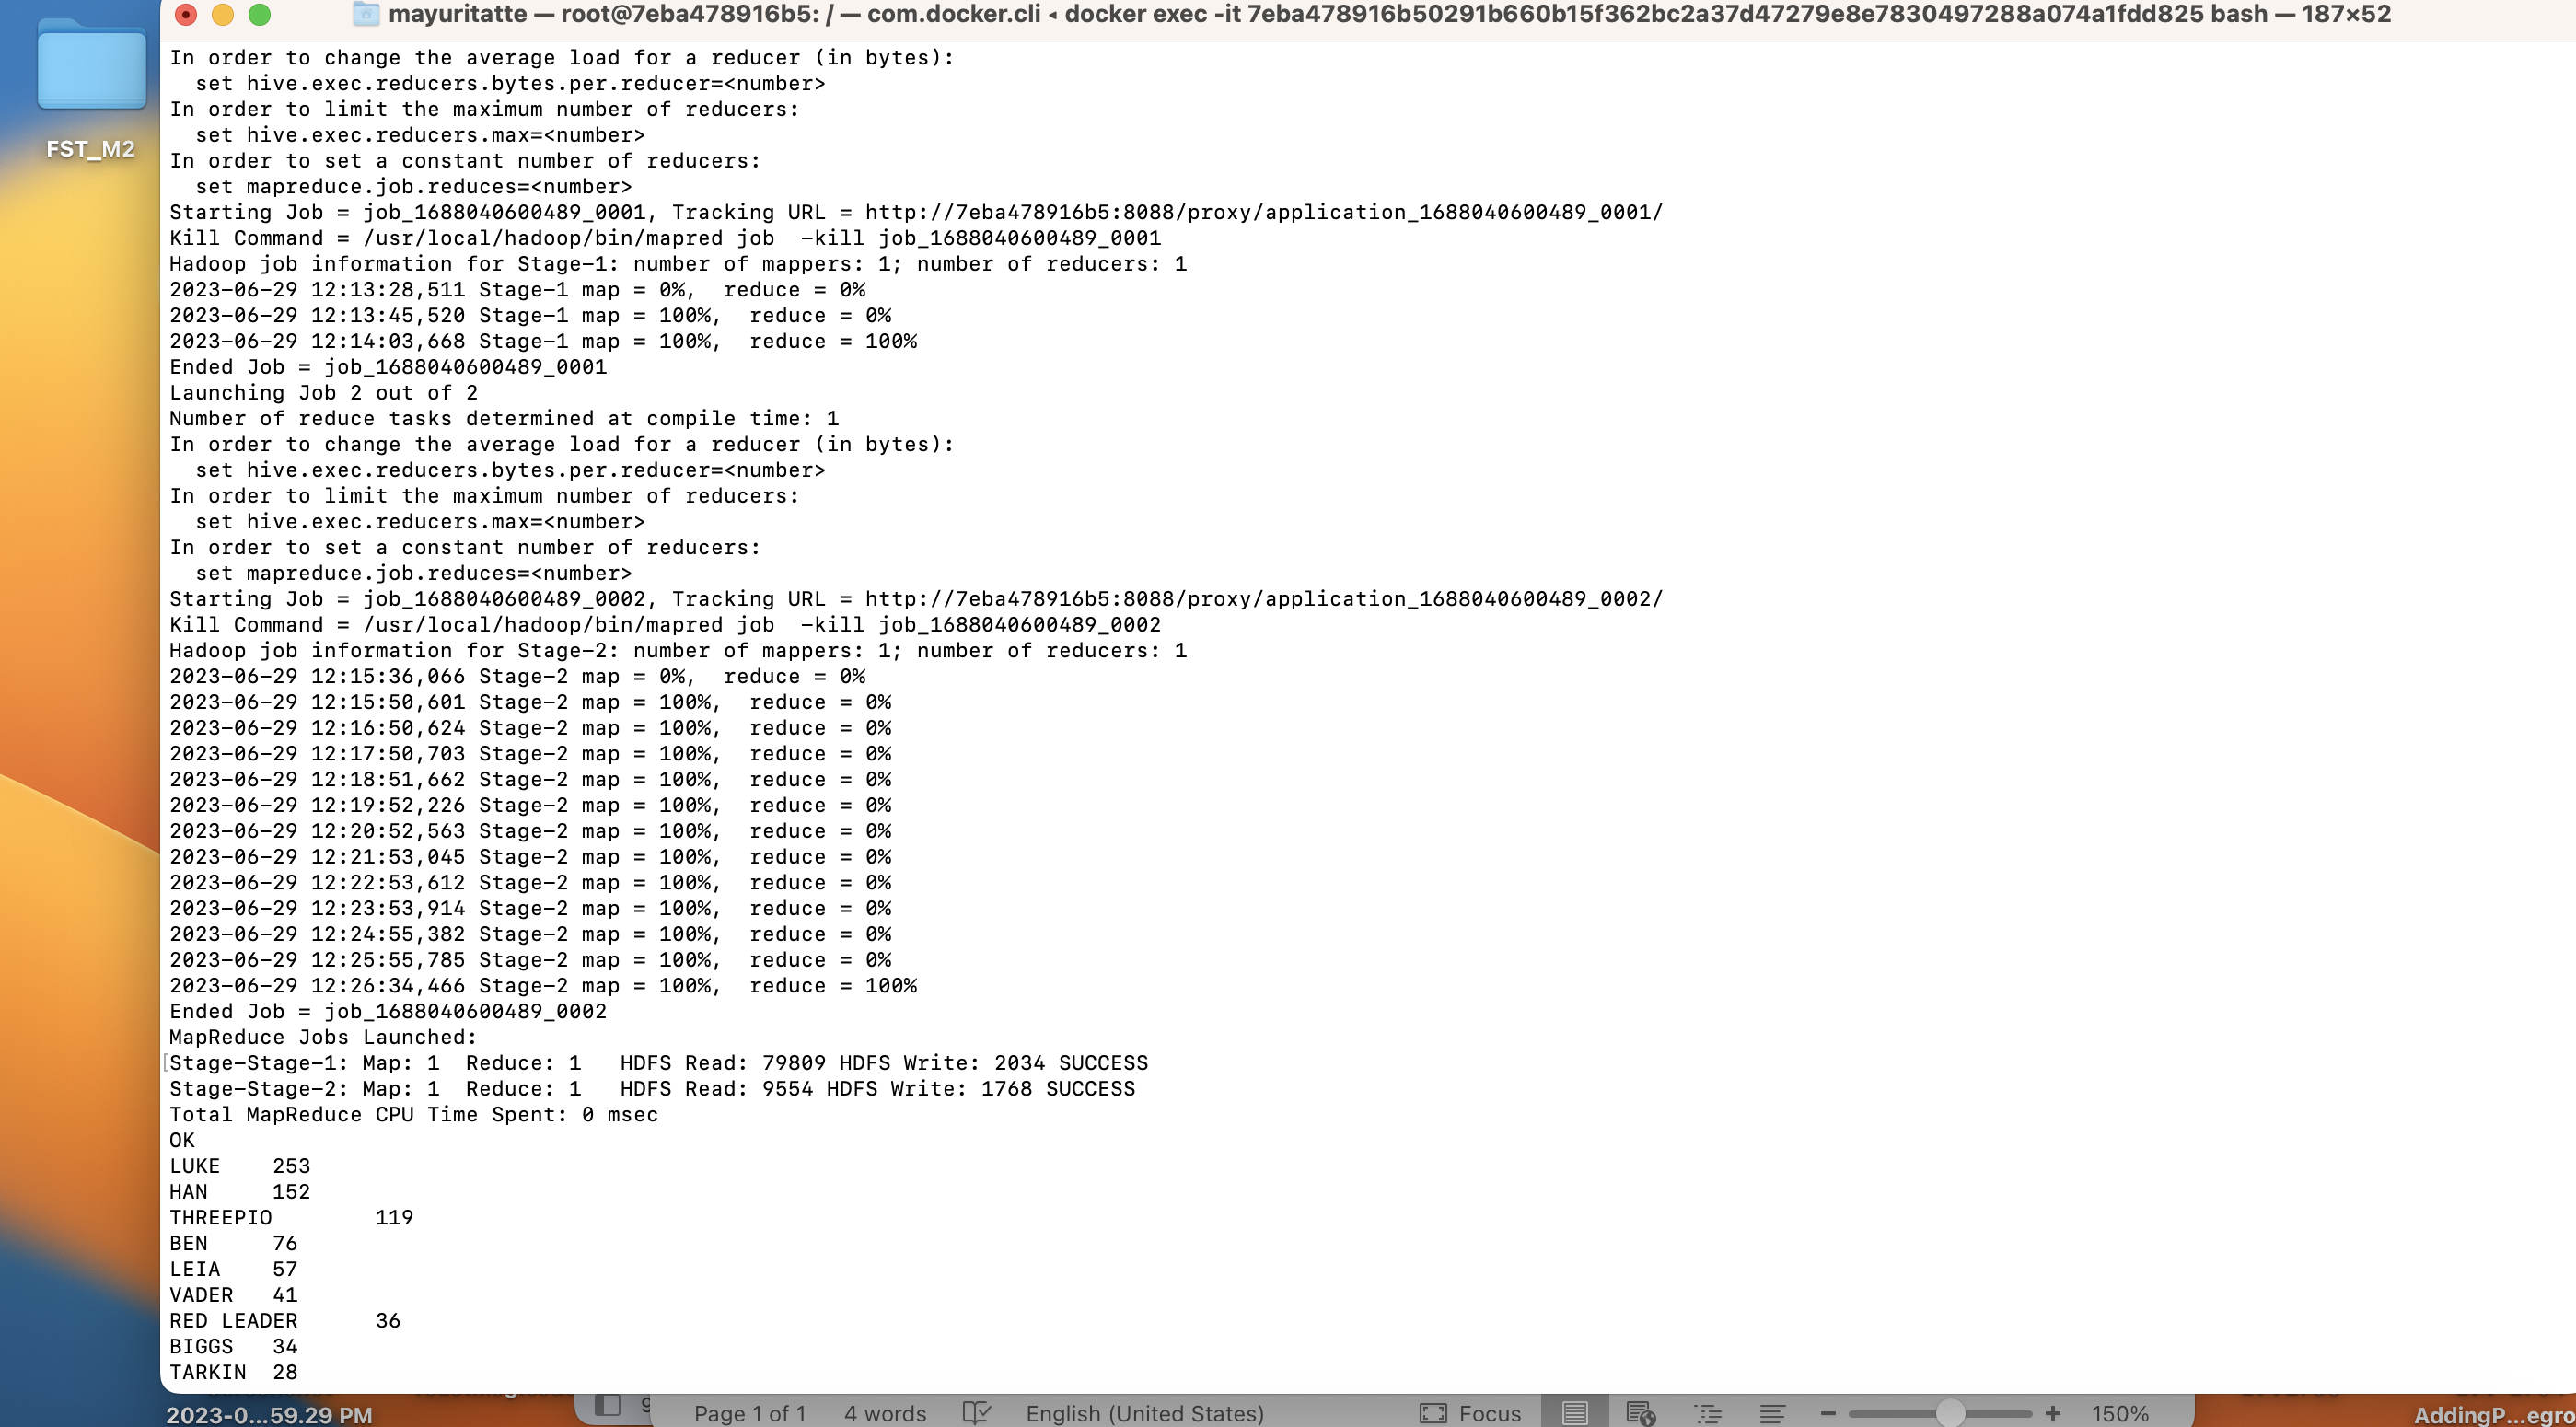 mayuritatte — root@7eba478916b5: / — com.docker.cli ◂ docker exec -it 7eba478916b50291b660b15f362bc2a37d47279e8e7830497288a074a1fdd825 bash — 187×52
FST_M2
In order to change the average load for a reducer (in bytes):
  set hive.exec.reducers.bytes.per.reducer=<number>
In order to limit the maximum number of reducers:
  set hive.exec.reducers.max=<number>
In order to set a constant number of reducers:
  set mapreduce.job.reduces=<number>
Starting Job = job_1688040600489_0001, Tracking URL = http://7eba478916b5:8088/proxy/application_1688040600489_0001/
Kill Command = /usr/local/hadoop/bin/mapred job  -kill job_1688040600489_0001
Hadoop job information for Stage-1: number of mappers: 1; number of reducers: 1
2023-06-29 12:13:28,511 Stage-1 map = 0%,  reduce = 0%
2023-06-29 12:13:45,520 Stage-1 map = 100%,  reduce = 0%
2023-06-29 12:14:03,668 Stage-1 map = 100%,  reduce = 100%
Ended Job = job_1688040600489_0001
Launching Job 2 out of 2
Number of reduce tasks determined at compile time: 1
In order to change the average load for a reducer (in bytes):
  set hive.exec.reducers.bytes.per.reducer=<number>
In order to limit the maximum number of reducers:
  set hive.exec.reducers.max=<number>
In order to set a constant number of reducers:
  set mapreduce.job.reduces=<number>
Starting Job = job_1688040600489_0002, Tracking URL = http://7eba478916b5:8088/proxy/application_1688040600489_0002/
Kill Command = /usr/local/hadoop/bin/mapred job  -kill job_1688040600489_0002
Hadoop job information for Stage-2: number of mappers: 1; number of reducers: 1
2023-06-29 12:15:36,066 Stage-2 map = 0%,  reduce = 0%
2023-06-29 12:15:50,601 Stage-2 map = 100%,  reduce = 0%
2023-06-29 12:16:50,624 Stage-2 map = 100%,  reduce = 0%
2023-06-29 12:17:50,703 Stage-2 map = 100%,  reduce = 0%
2023-06-29 12:18:51,662 Stage-2 map = 100%,  reduce = 0%
2023-06-29 12:19:52,226 Stage-2 map = 100%,  reduce = 0%
2023-06-29 12:20:52,563 Stage-2 map = 100%,  reduce = 0%
2023-06-29 12:21:53,045 Stage-2 map = 100%,  reduce = 0%
2023-06-29 12:22:53,612 Stage-2 map = 100%,  reduce = 0%
2023-06-29 12:23:53,914 Stage-2 map = 100%,  reduce = 0%
2023-06-29 12:24:55,382 Stage-2 map = 100%,  reduce = 0%
2023-06-29 12:25:55,785 Stage-2 map = 100%,  reduce = 0%
2023-06-29 12:26:34,466 Stage-2 map = 100%,  reduce = 100%
Ended Job = job_1688040600489_0002
MapReduce Jobs Launched:
[Stage-Stage-1: Map: 1  Reduce: 1   HDFS Read: 79809 HDFS Write: 2034 SUCCESS
Stage-Stage-2: Map: 1  Reduce: 1   HDFS Read: 9554 HDFS Write: 1768 SUCCESS
Total MapReduce CPU Time Spent: 0 msec
OK
LUKE    253
HAN     152
THREEPIO        119
BEN     76
LEIA    57
VADER   41
RED LEADER      36
BIGGS   34
TARKIN  28
2023-0...59.29 PM
Page 1 of 1  4 words  English (United States)  Focus  150%
AddingP...egro